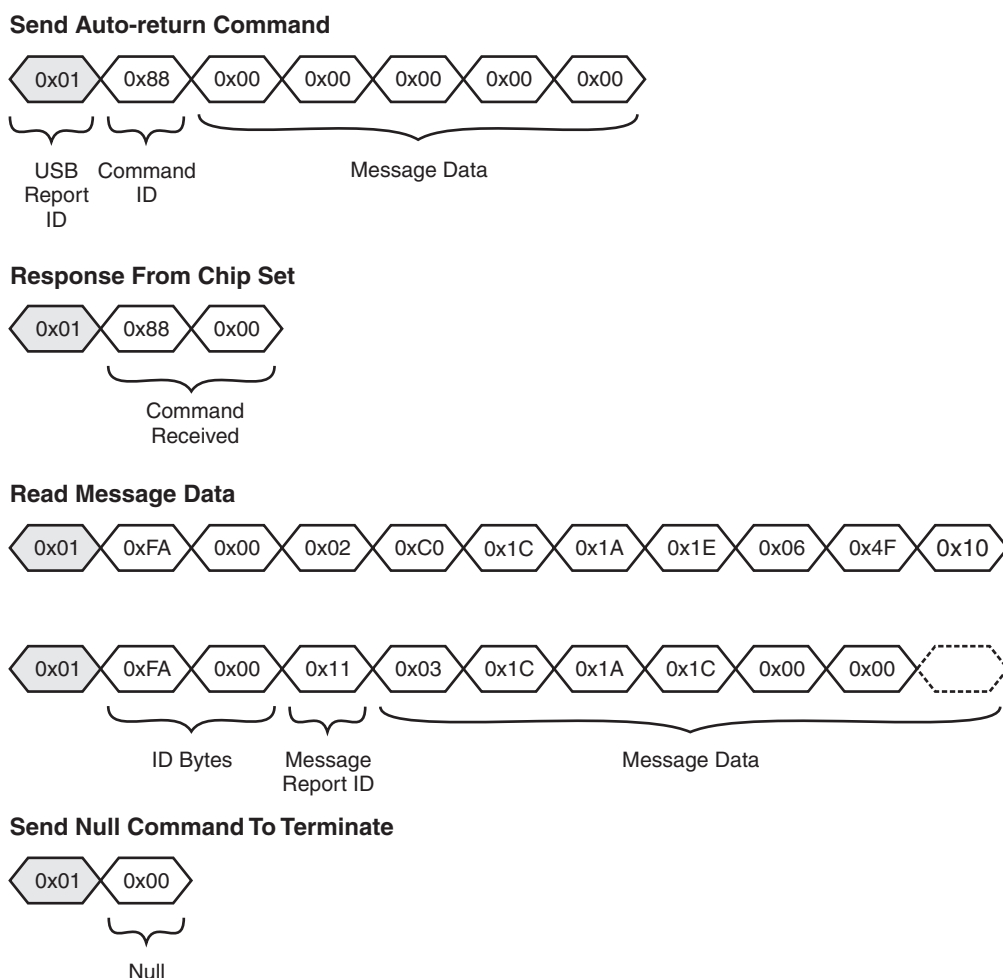 Send Auto-return Command
0x01 0x88 0x00 0x00 0x00 0x00 0x00
USB Report ID
Command ID
Message Data
Response From Chip Set
0x01 0x88 0x00
Command
Received
Read Message Data
0x01 0xFA 0x00 0x02 0xC0 0x1C 0x1A 0x1E 0x06 0x4F 0x10
0x01 0xFA 0x00 0x11 0x03 0x1C 0x1A 0x1C 0x00 0x00
ID Bytes
Message
Report ID
Message Data
Send Null Command To Terminate
0x01 0x00
Null